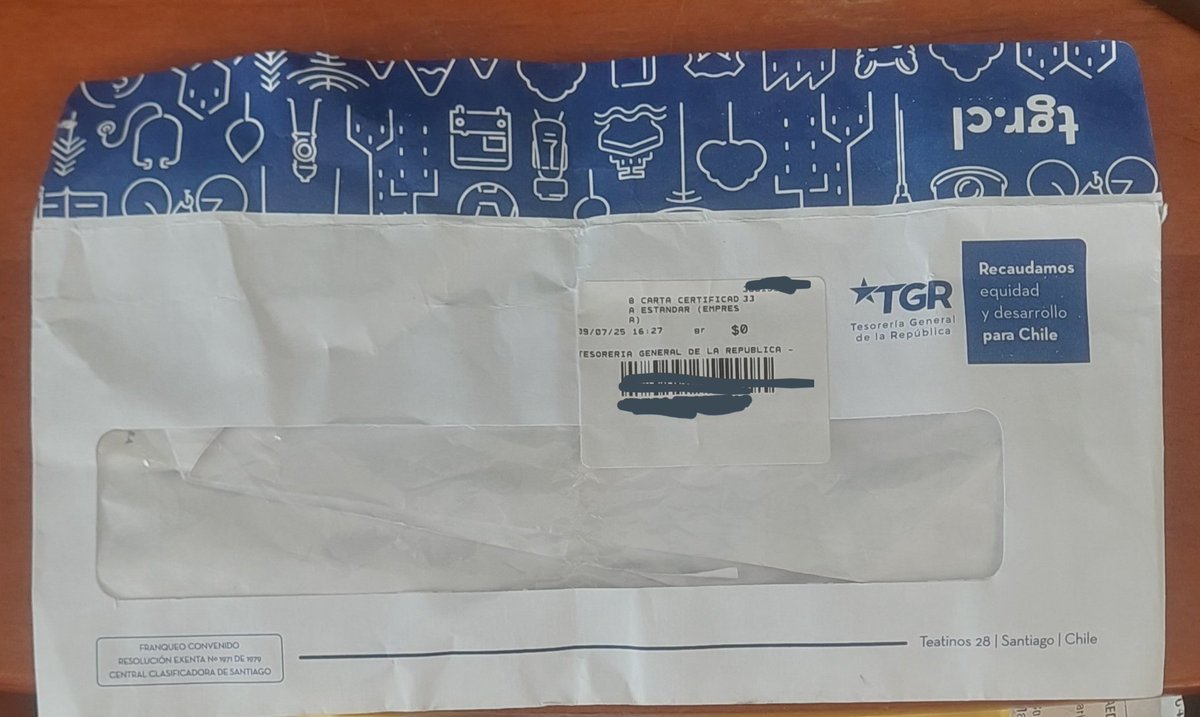 tgr.cl
8 CARTA CERTIFICAD 33
A ESTANDAR (EMPRES
A)
09/07/25 16:27 BF $0
TESORERIA GENERAL DE LA REPUBLICA -
TGR
Tesorería General
de la República
Recaudamos
equidad
y desarrollo
para Chile
FRANQUEO CONVENIDO
RESOLUCIÓN EXENTA Nº 1971 DE 1979
CENTRAL CLASIFICADORA DE SANTIAGO
Teatinos 28 | Santiago | Chile